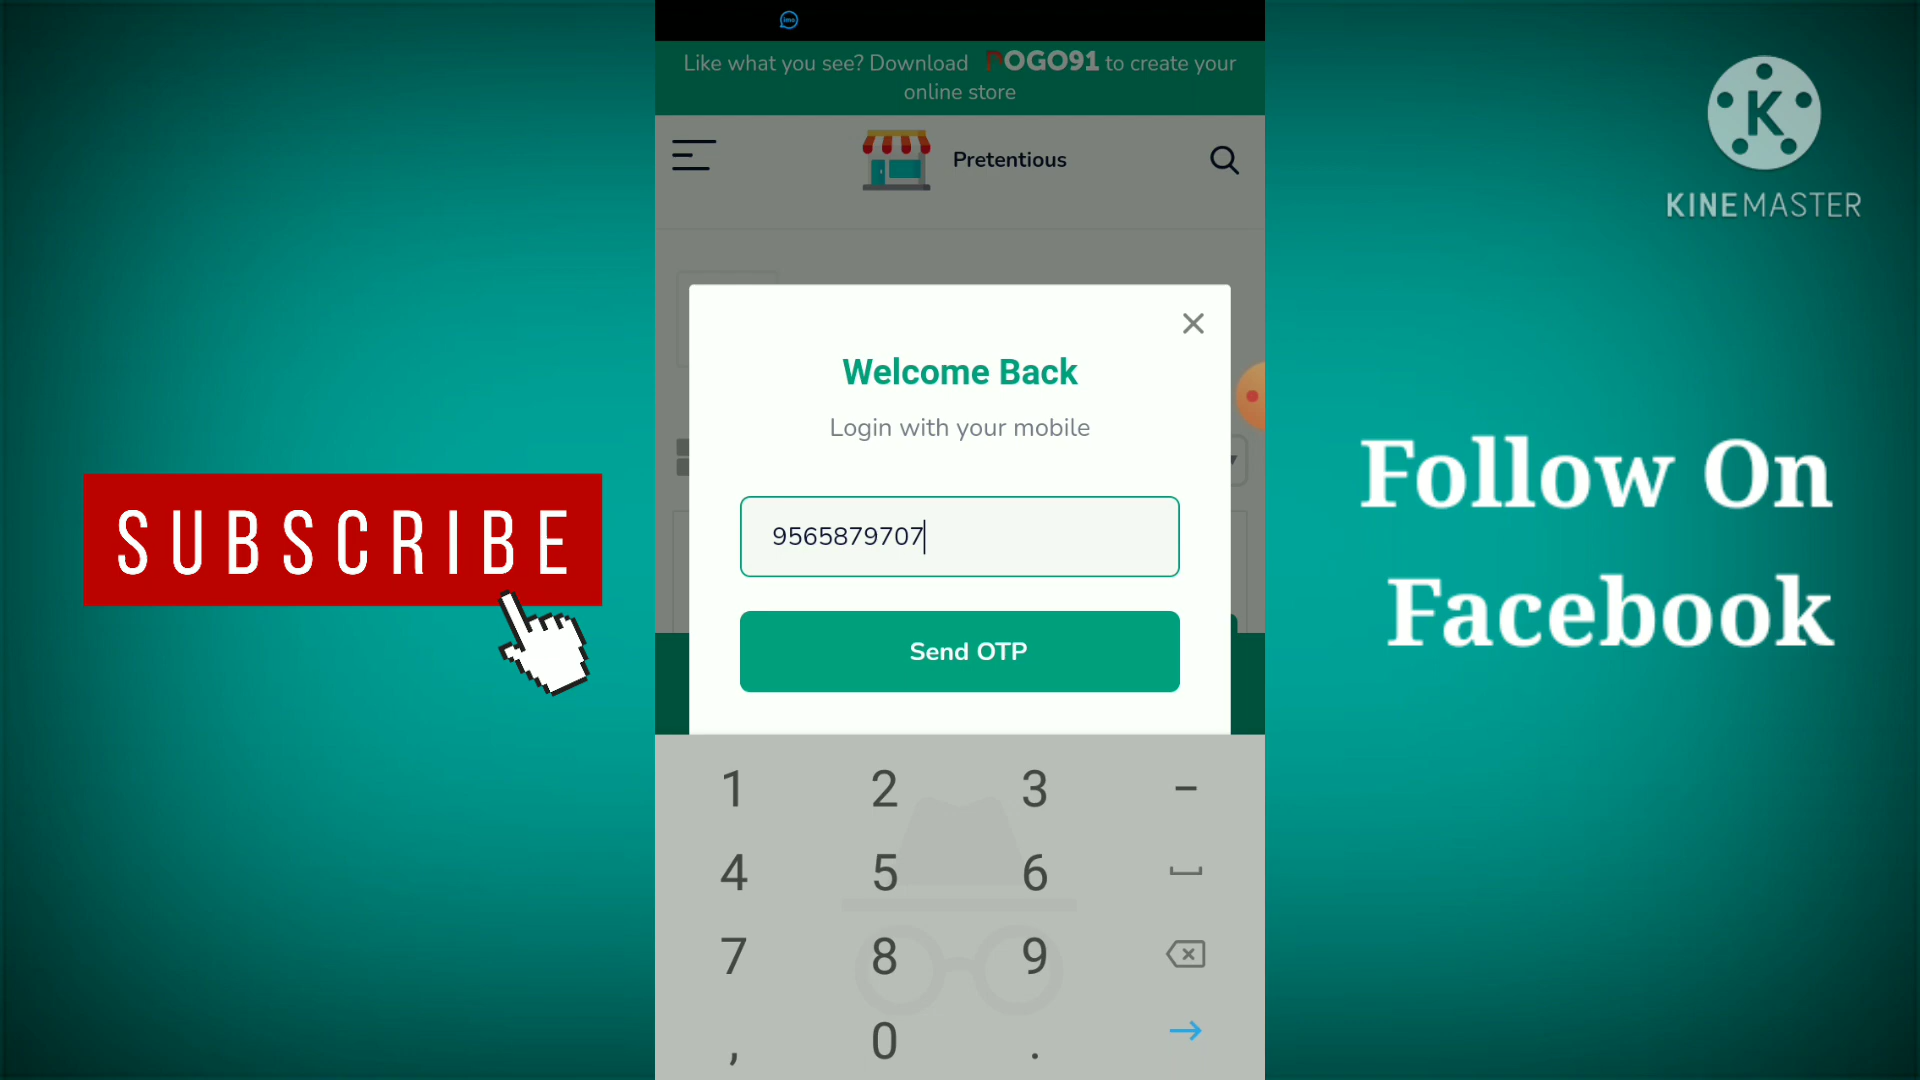 imo
Like what you see? Download OGO91 to create your
online store
Pretentious
K
KINEMASTER
Welcome Back
Login with your mobile
9565879707
Send OTP
SUBSCRIBE
Follow On
Facebook
1 2 3 -
4 5 6
7 8 9
, 0 .